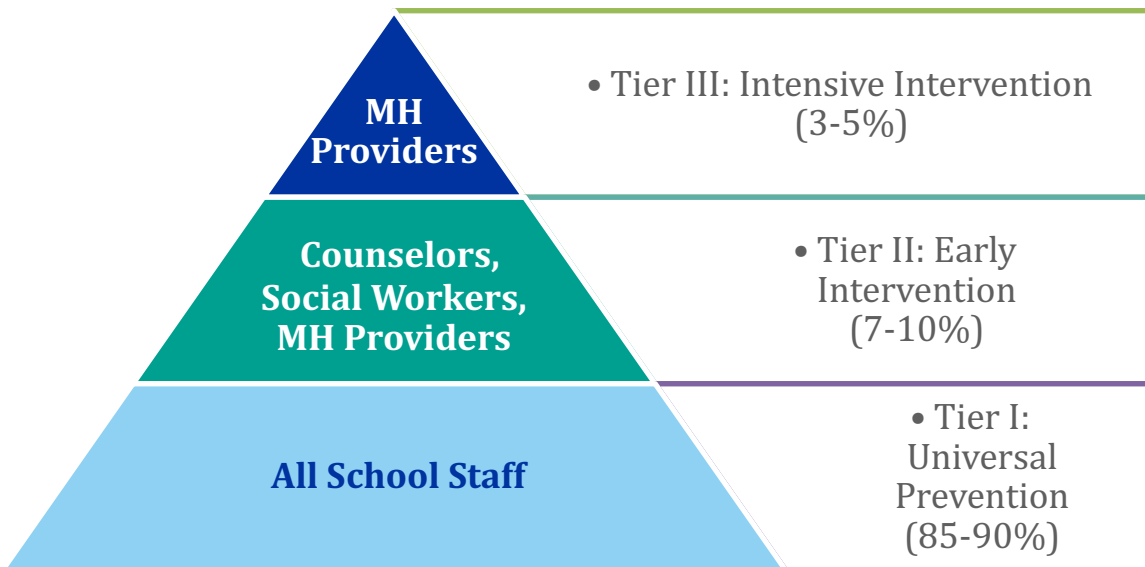 MH
Providers
• Tier III: Intensive Intervention
(3-5%)
Counselors,
Social Workers,
MH Providers
• Tier II: Early
Intervention
(7-10%)
All School Staff
• Tier I:
Universal
Prevention
(85-90%)